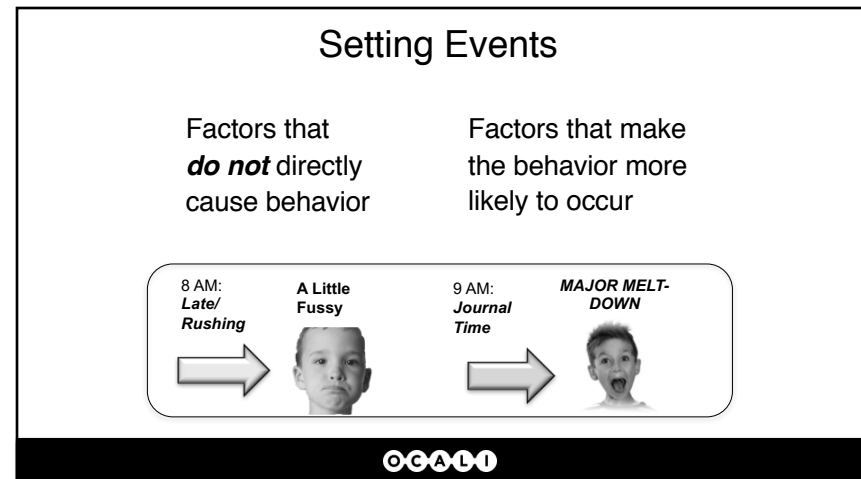 Setting Events
Factors that
do not directly
cause behavior
Factors that make
the behavior more
likely to occur
8 AM:
Late/
Rushing
A Little
Fussy
9 AM:
Journal
Time
MAJOR MELT-
DOWN
OCALI